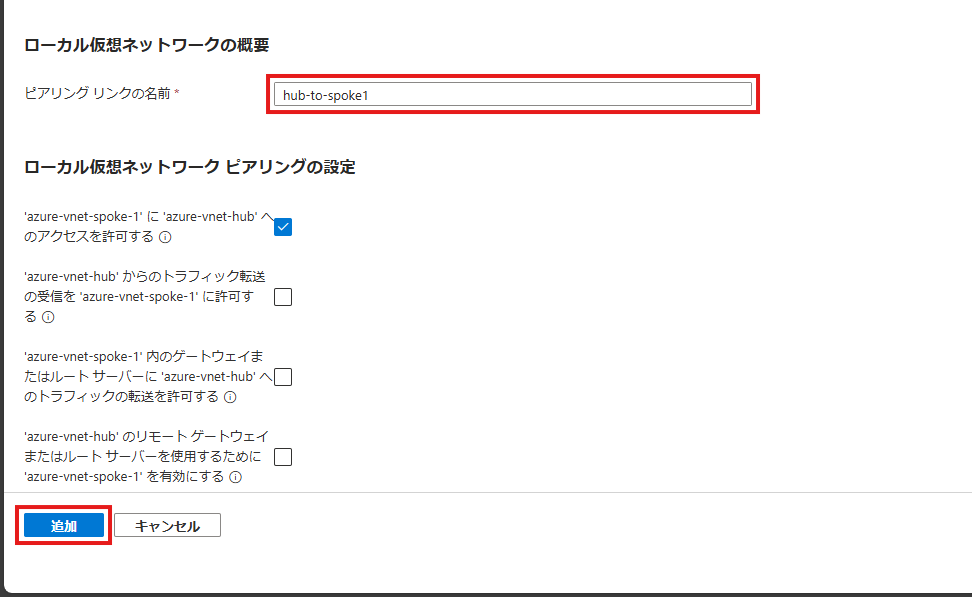 ローカル仮想ネットワークの概要
ピアリング リンクの名前 *
hub-to-spoke1
ローカル仮想ネットワーク ピアリングの設定
'azure-vnet-spoke-1' に 'azure-vnet-hub' へ
のアクセスを許可する
'azure-vnet-hub' からのトラフィック転送
の受信を 'azure-vnet-spoke-1' に許可す
る
'azure-vnet-spoke-1' 内のゲートウェイま
たはルート サーバーに 'azure-vnet-hub' へ
のトラフィックの転送を許可する
'azure-vnet-hub' のリモート ゲートウェイ
またはルート サーバーを使用するために
'azure-vnet-spoke-1' を有効にする
追加
キャンセル